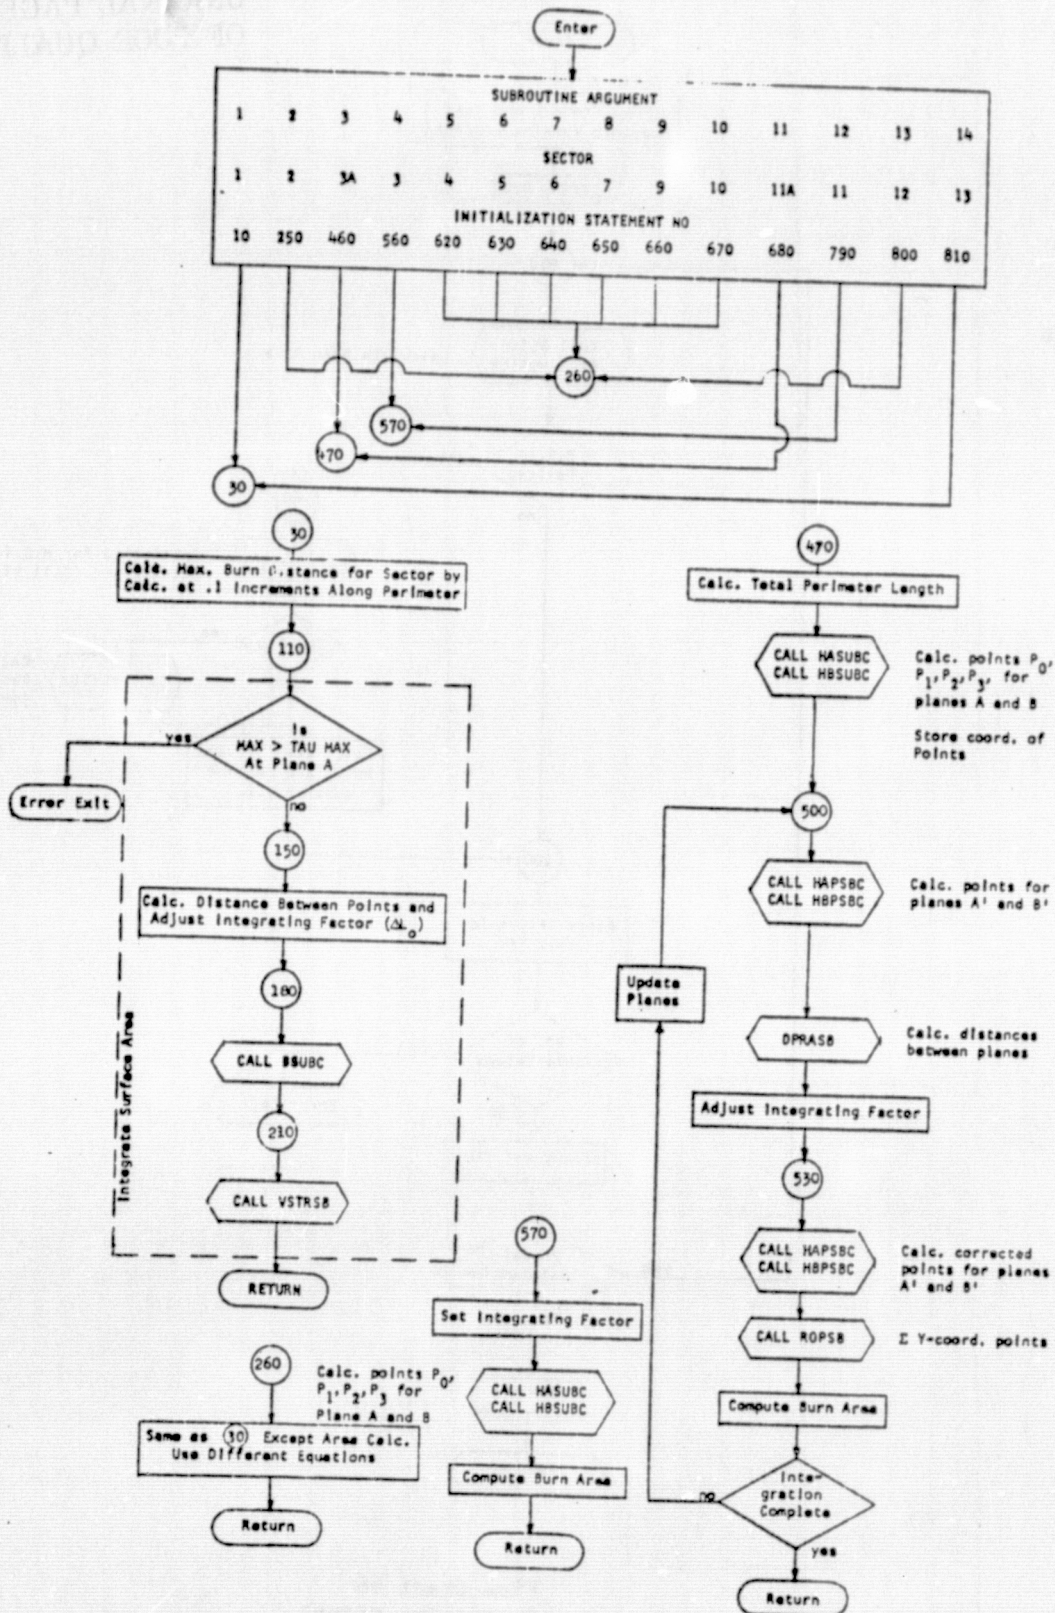 Enter
SUBROUTINE ARGUMENT
1 2 3 4 5 6 7 8 9 10 11 12 13 14
SECTOR
1 2 3A 3 4 5 6 7 9 10 11A 11 12 13
INITIALIZATION STATEMENT NO
10 250 460 560 620 630 640 650 660 670 680 790 800 810
260
570
470
30
30
Calc. Max. Burn Distance for Sector by
Calc. at .1 Increments Along Perimeter
110
Is
MAX > TAU MAX
At Plane A
yes
Error Exit
no
150
Calc. Distance Between Points and
Adjust Integrating Factor (ΔL₀)
180
CALL BSUBC
210
CALL VSTRSB
Integrate Surface Area
RETURN
260
Same as 30 Except Area Calc.
Use Different Equations
Return
570
Set Integrating Factor
Calc. points P₀,
P₁, P₂, P₃ for
Plane A and B
CALL HASUBC
CALL HBSUBC
Compute Burn Area
Return
470
Calc. Total Perimeter Length
CALL HASUBC
CALL HBSUBC
Calc. points P₀,
P₁, P₂, P₃, for
planes A and B
Store coord. of
Points
500
CALL HAPSBC
CALL HBPSBC
Calc. points for
planes A' and B'
Update
Planes
DPRASB
Calc. distances
between planes
Adjust Integrating Factor
530
CALL HAPSBC
CALL HBPSBC
Calc. corrected
points for planes
A' and B'
CALL ROPSB
Σ Y-coord. points
Compute Burn Area
Inte-
gration
Complete
no
yes
Return